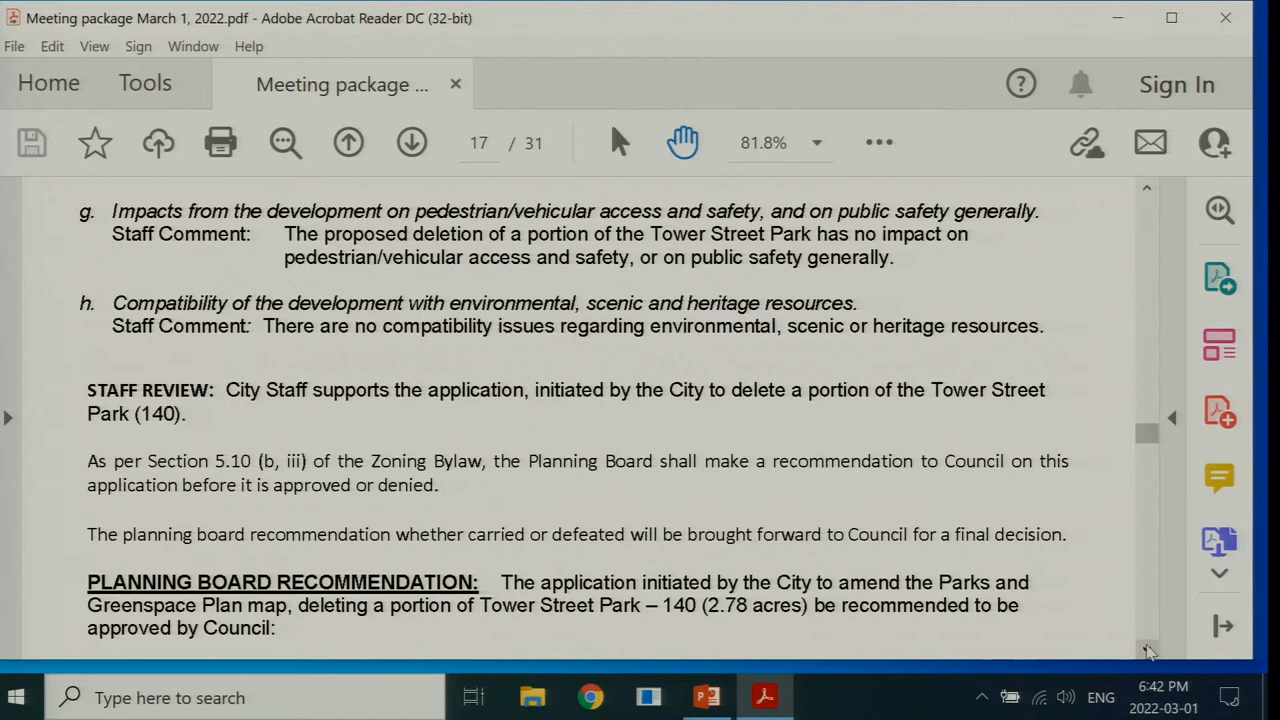 Meeting package March 1, 2022.pdf - Adobe Acrobat Reader DC (32-bit)
File Edit View Sign Window Help
Home Tools Meeting package ... × ? Sign In
17 / 31 81.8%
g. Impacts from the development on pedestrian/vehicular access and safety, and on public safety generally.
Staff Comment: The proposed deletion of a portion of the Tower Street Park has no impact on
pedestrian/vehicular access and safety, or on public safety generally.
h. Compatibility of the development with environmental, scenic and heritage resources.
Staff Comment: There are no compatibility issues regarding environmental, scenic or heritage resources.
STAFF REVIEW: City Staff supports the application, initiated by the City to delete a portion of the Tower Street
Park (140).
As per Section 5.10 (b, iii) of the Zoning Bylaw, the Planning Board shall make a recommendation to Council on this
application before it is approved or denied.
The planning board recommendation whether carried or defeated will be brought forward to Council for a final decision.
PLANNING BOARD RECOMMENDATION: The application initiated by the City to amend the Parks and
Greenspace Plan map, deleting a portion of Tower Street Park – 140 (2.78 acres) be recommended to be
approved by Council:
Type here to search
ENG
6:42 PM
2022-03-01